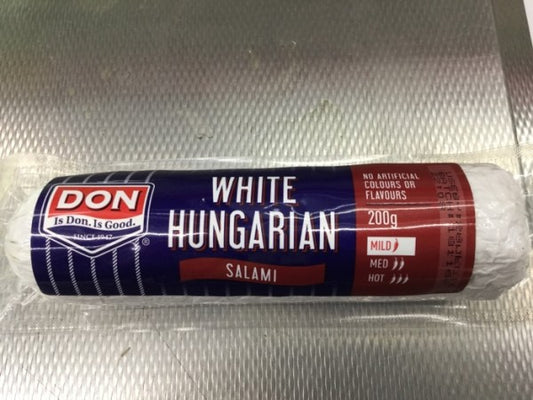 DON
Is Don. Is Good.
SINCE 1947
®
WHITE
HUNGARIAN
SALAMI
NO ARTIFICIAL
COLOURS OR
FLAVOURS
200g
MILD
MED
HOT